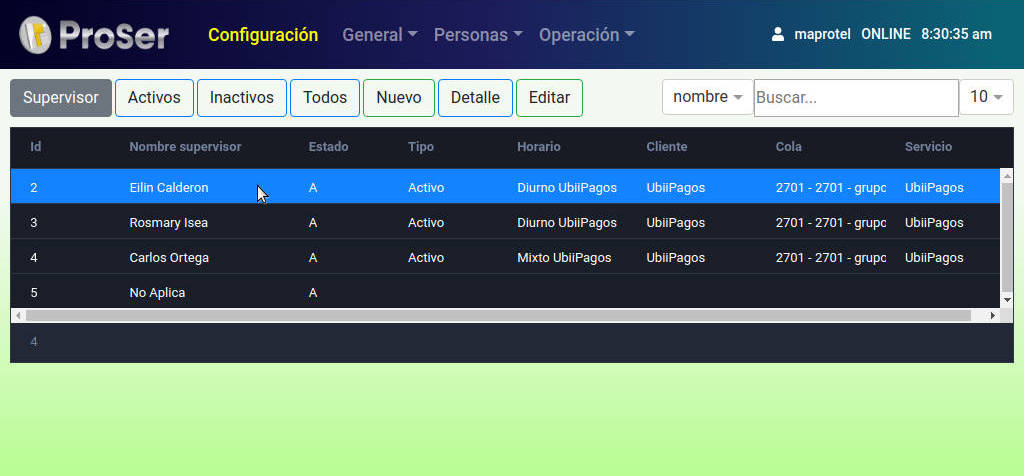 ProSer Configuración General Personas Operación maprotel ONLINE 8:30:35 am
Supervisor Activos Inactivos Todos Nuevo Detalle Editar nombre Buscar... 10
Id Nombre supervisor Estado Tipo Horario Cliente Cola Servicio
2 Eilin Calderon A Activo Diurno UbiiPagos UbiiPagos 2701 - 2701 - grupo UbiiPagos
3 Rosmary Isea A Activo Diurno UbiiPagos UbiiPagos 2701 - 2701 - grupo UbiiPagos
4 Carlos Ortega A Activo Mixto UbiiPagos UbiiPagos 2701 - 2701 - grupo UbiiPagos
5 No Aplica A
4